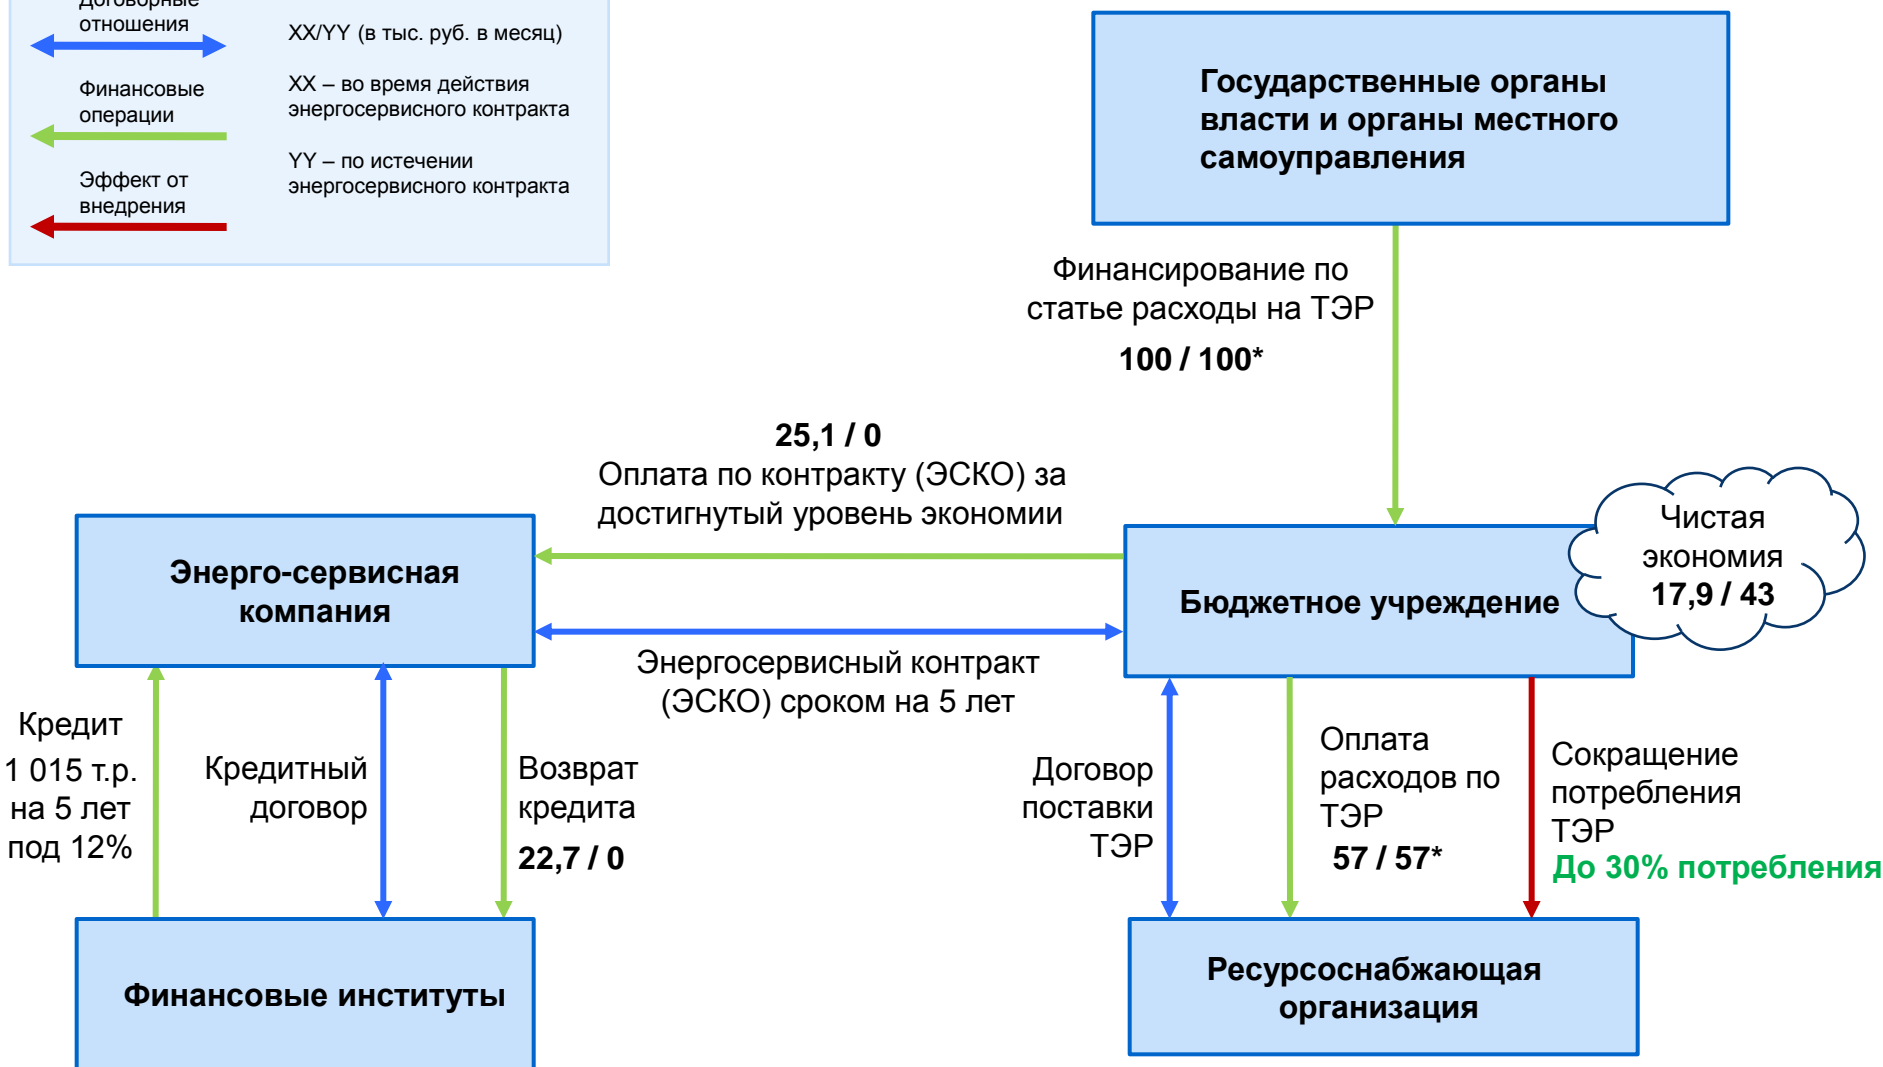 Договорные
отношения
Финансовые
операции
Эффект от
внедрения
XX/YY (в тыс. руб. в месяц)
XX – во время действия
энергосервисного контракта
YY – по истечении
энергосервисного контракта
Государственные органы
власти и органы местного
самоуправления
Финансирование по
статье расходы на ТЭР
100 / 100*
25,1 / 0
Оплата по контракту (ЭСКО) за
достигнутый уровень экономии
Энерго-сервисная
компания
Бюджетное учреждение
Чистая
экономия
17,9 / 43
Энергосервисный контракт
(ЭСКО) сроком на 5 лет
Кредит
1 015 т.р.
на 5 лет
под 12%
Кредитный
договор
Возврат
кредита
22,7 / 0
Договор
поставки
ТЭР
Оплата
расходов по
ТЭР
57 / 57*
Сокращение
потребления
ТЭР
До 30% потребления
Финансовые институты
Ресурсоснабжающая
организация